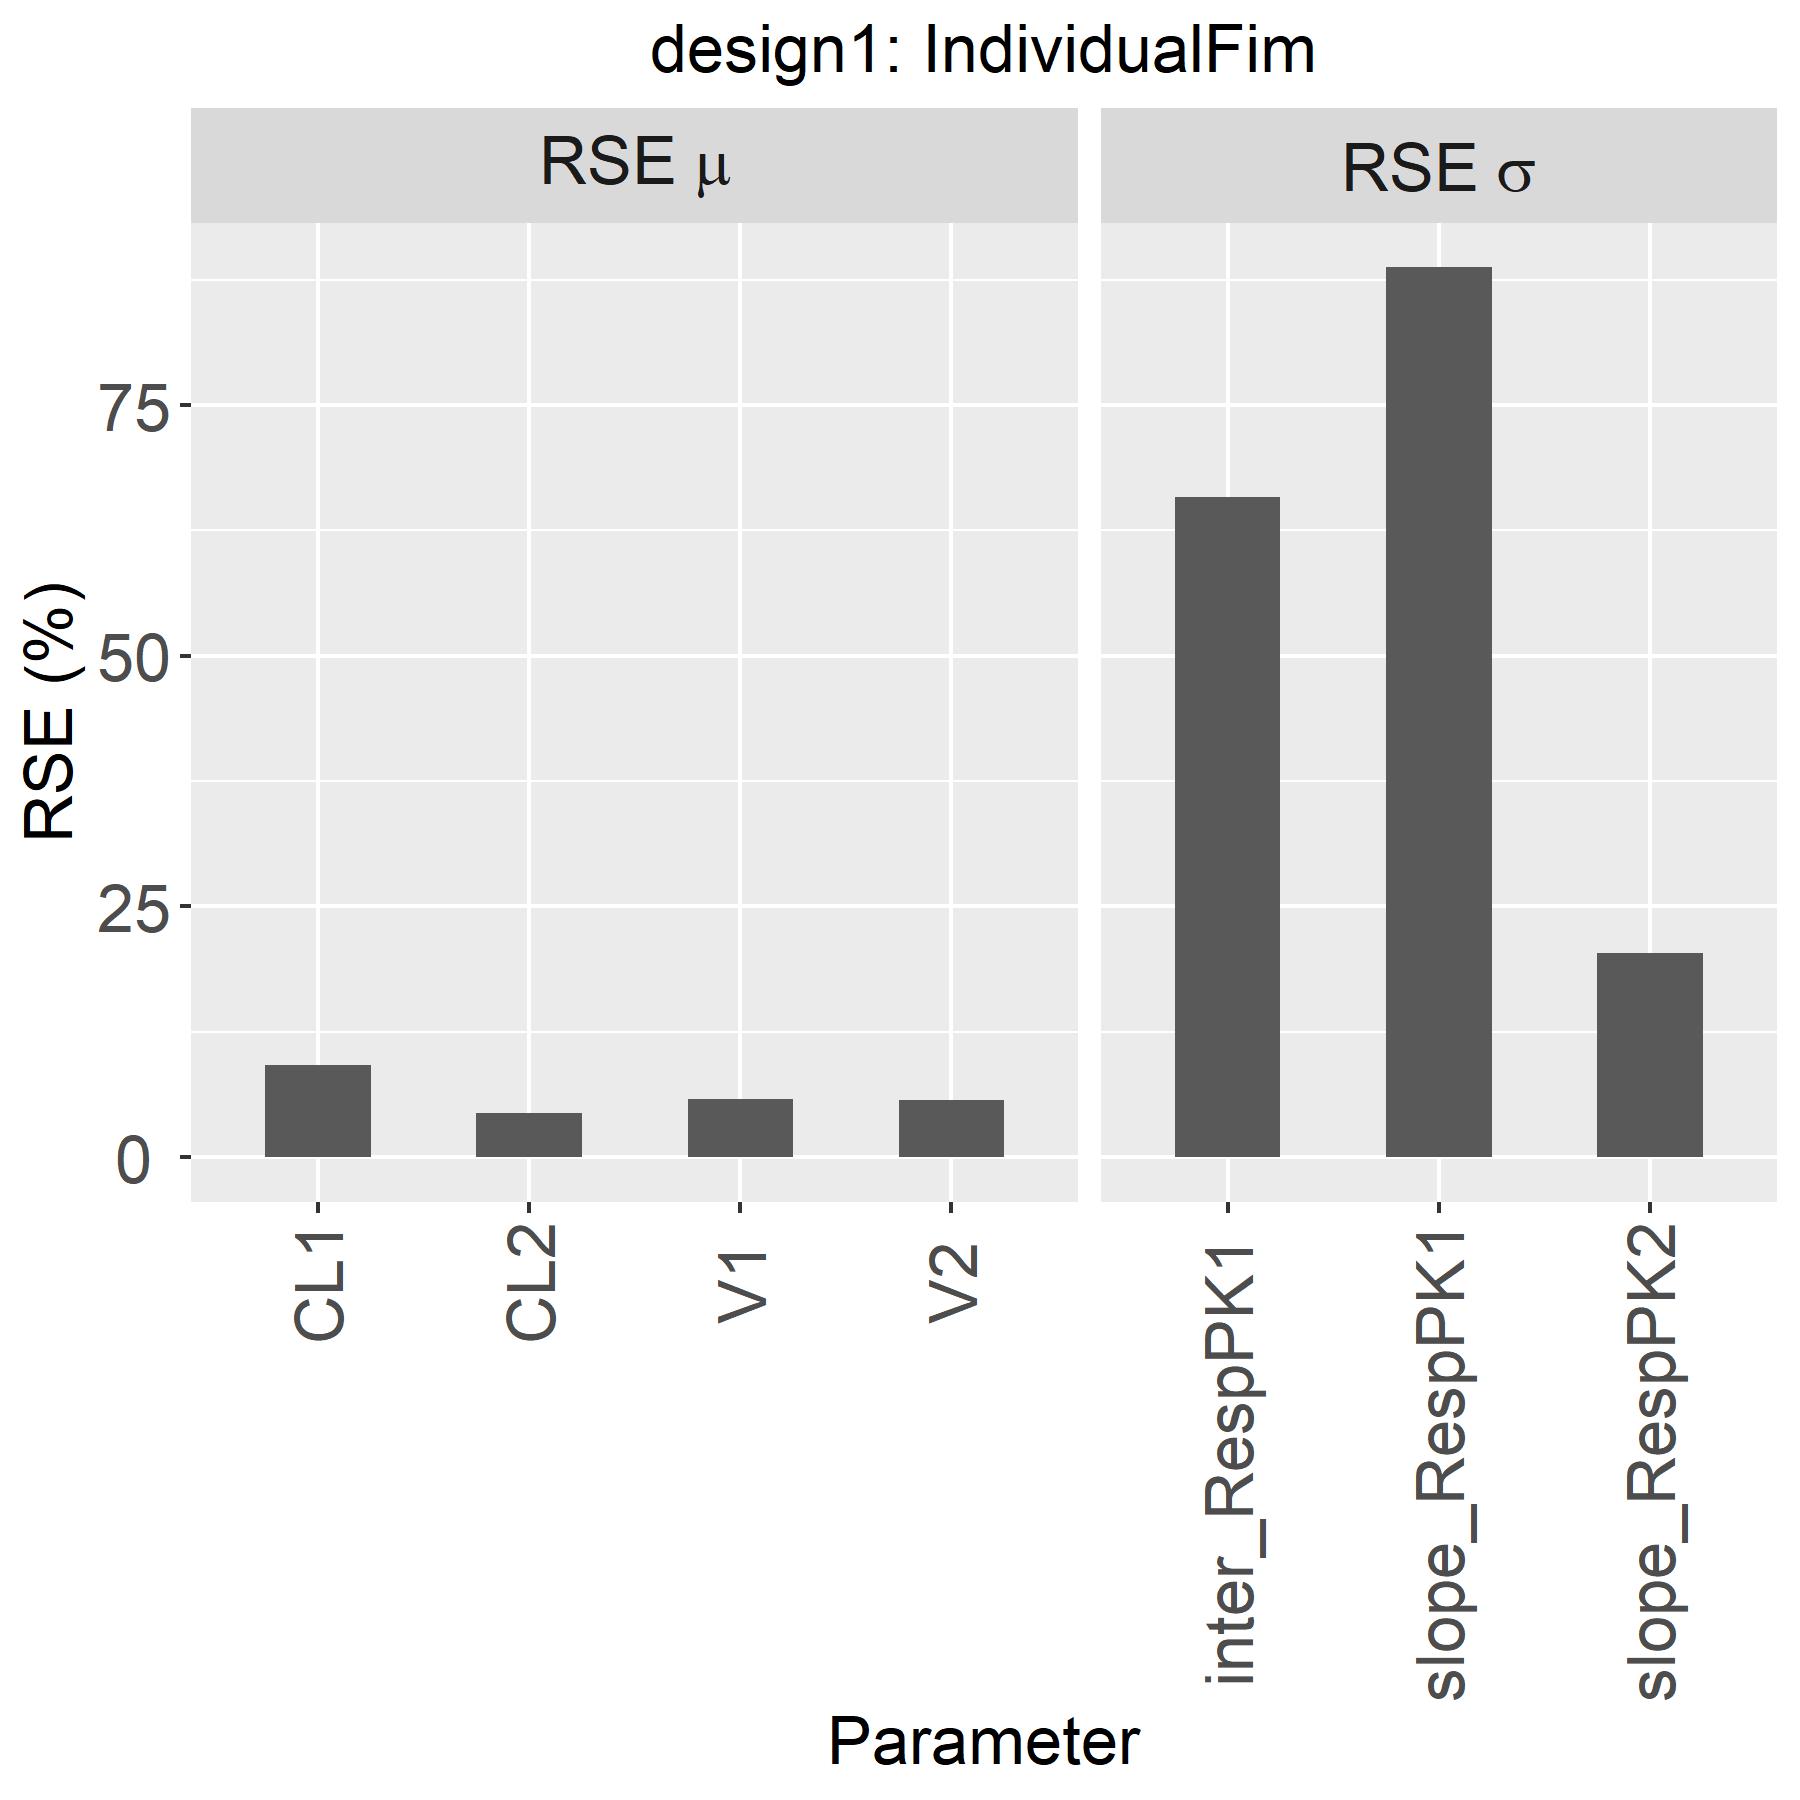 design1: IndividualFim
RSE μ
RSE σ
RSE (%)
75
50
25
0
CL1
CL2
V1
V2
inter_RespPK1
slope_RespPK1
slope_RespPK2
Parameter